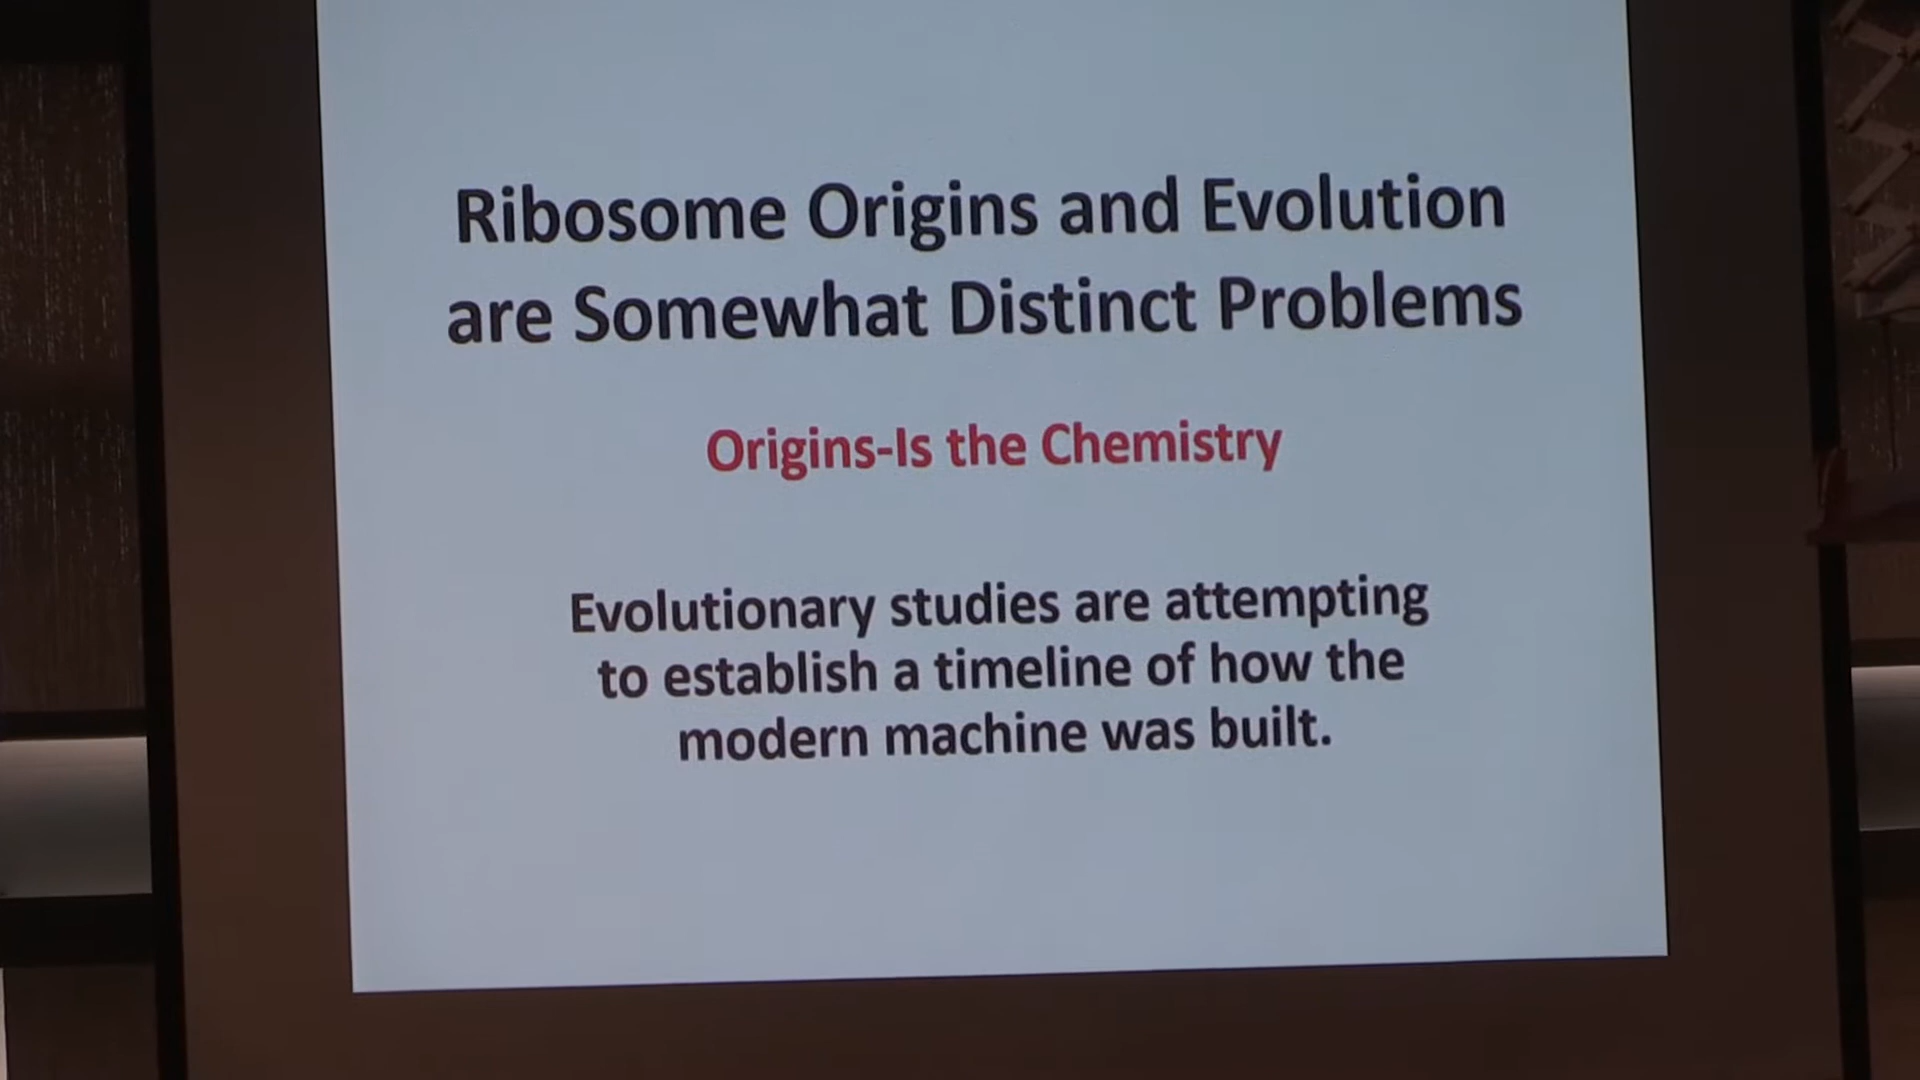 Ribosome Origins and Evolution
are Somewhat Distinct Problems
Origins-Is the Chemistry
Evolutionary studies are attempting
to establish a timeline of how the
modern machine was built.